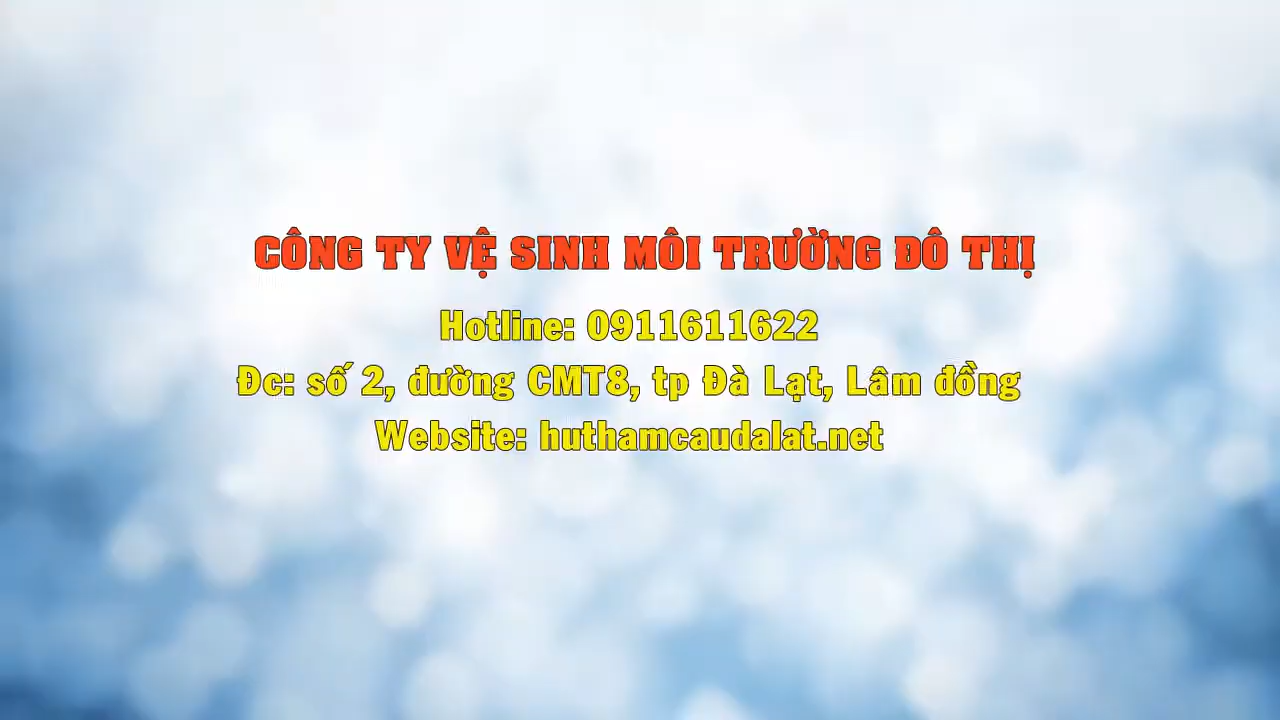 CÔNG TY VỆ SINH MÔI TRƯỜNG ĐÔ THỊ
Hotline: 0911611622
Đc: số 2, đường CMT8, tp Đà Lạt, Lâm đồng
Website: huthamcaudalat.net